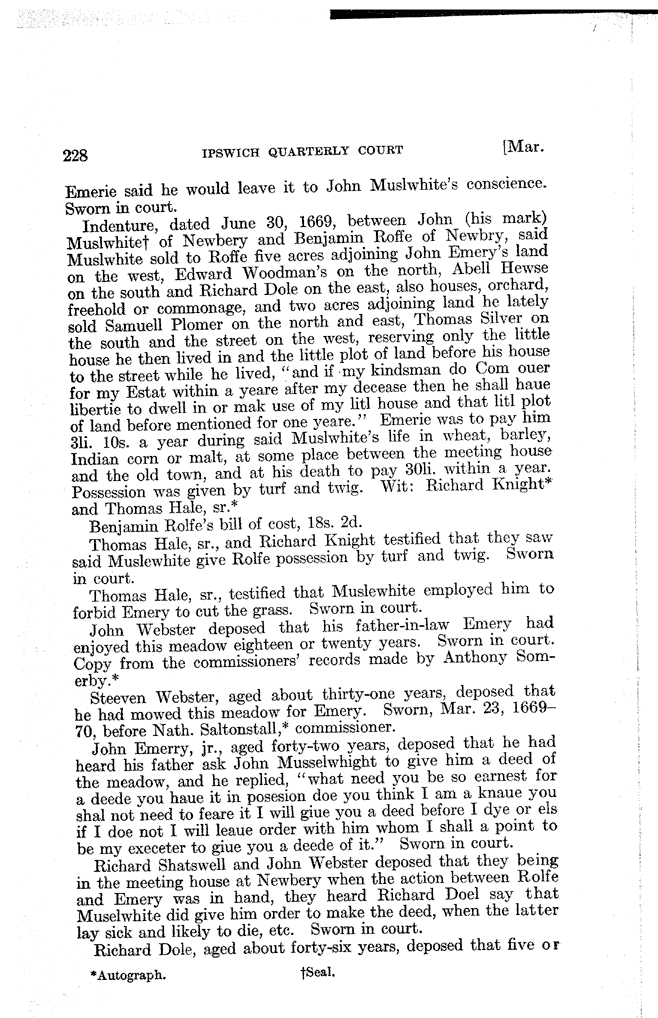 228 IPSWICH QUARTERLY COURT [Mar.
Emerie said he would leave it to John Muslwhite's conscience.
Sworn in court.
Indenture, dated June 30, 1669, between John (his mark)
Muslwhite† of Newbery and Benjamin Roffe of Newbry, said
Muslwhite sold to Roffe five acres adjoining John Emery's land
on the west, Edward Woodman's on the north, Abell Hewse
on the south and Richard Dole on the east, also houses, orchard,
freehold or commonage, and two acres adjoining land he lately
sold Samuell Plomer on the north and east, Thomas Silver on
the south and the street on the west, reserving only the little
house he then lived in and the little plot of land before his house
to the street while he lived, "and if my kindsman do Com ouer
for my Estat within a yeare after my decease then he shall haue
libertie to dwell in or mak use of my litl house and that litl plot
of land before mentioned for one yeare." Emerie was to pay him
3li. 10s. a year during said Muslwhite's life in wheat, barley,
Indian corn or malt, at some place between the meeting house
and the old town, and at his death to pay 30li. within a year.
Possession was given by turf and twig. Wit: Richard Knight*
and Thomas Hale, sr.*
Benjamin Rolfe's bill of cost, 18s. 2d.
Thomas Hale, sr., and Richard Knight testified that they saw
said Muslewhite give Rolfe possession by turf and twig. Sworn
in court.
Thomas Hale, sr., testified that Muslewhite employed him to
forbid Emery to cut the grass. Sworn in court.
John Webster deposed that his father-in-law Emery had
enjoyed this meadow eighteen or twenty years. Sworn in court.
Copy from the commissioners' records made by Anthony Som-
erby.*
Steeven Webster, aged about thirty-one years, deposed that
he had mowed this meadow for Emery. Sworn, Mar. 23, 1669–
70, before Nath. Saltonstall,* commissioner.
John Emerry, jr., aged forty-two years, deposed that he had
heard his father ask John Musselwhight to give him a deed of
the meadow, and he replied, "what need you be so earnest for
a deede you haue it in posesion doe you think I am a knaue you
shal not need to feare it I will giue you a deed before I dye or els
if I doe not I will leaue order with him whom I shall a point to
be my execeter to giue you a deede of it." Sworn in court.
Richard Shatswell and John Webster deposed that they being
in the meeting house at Newbery when the action between Rolfe
and Emery was in hand, they heard Richard Doel say that
Muselwhite did give him order to make the deed, when the latter
lay sick and likely to die, etc. Sworn in court.
Richard Dole, aged about forty-six years, deposed that five or
*Autograph. †Seal.